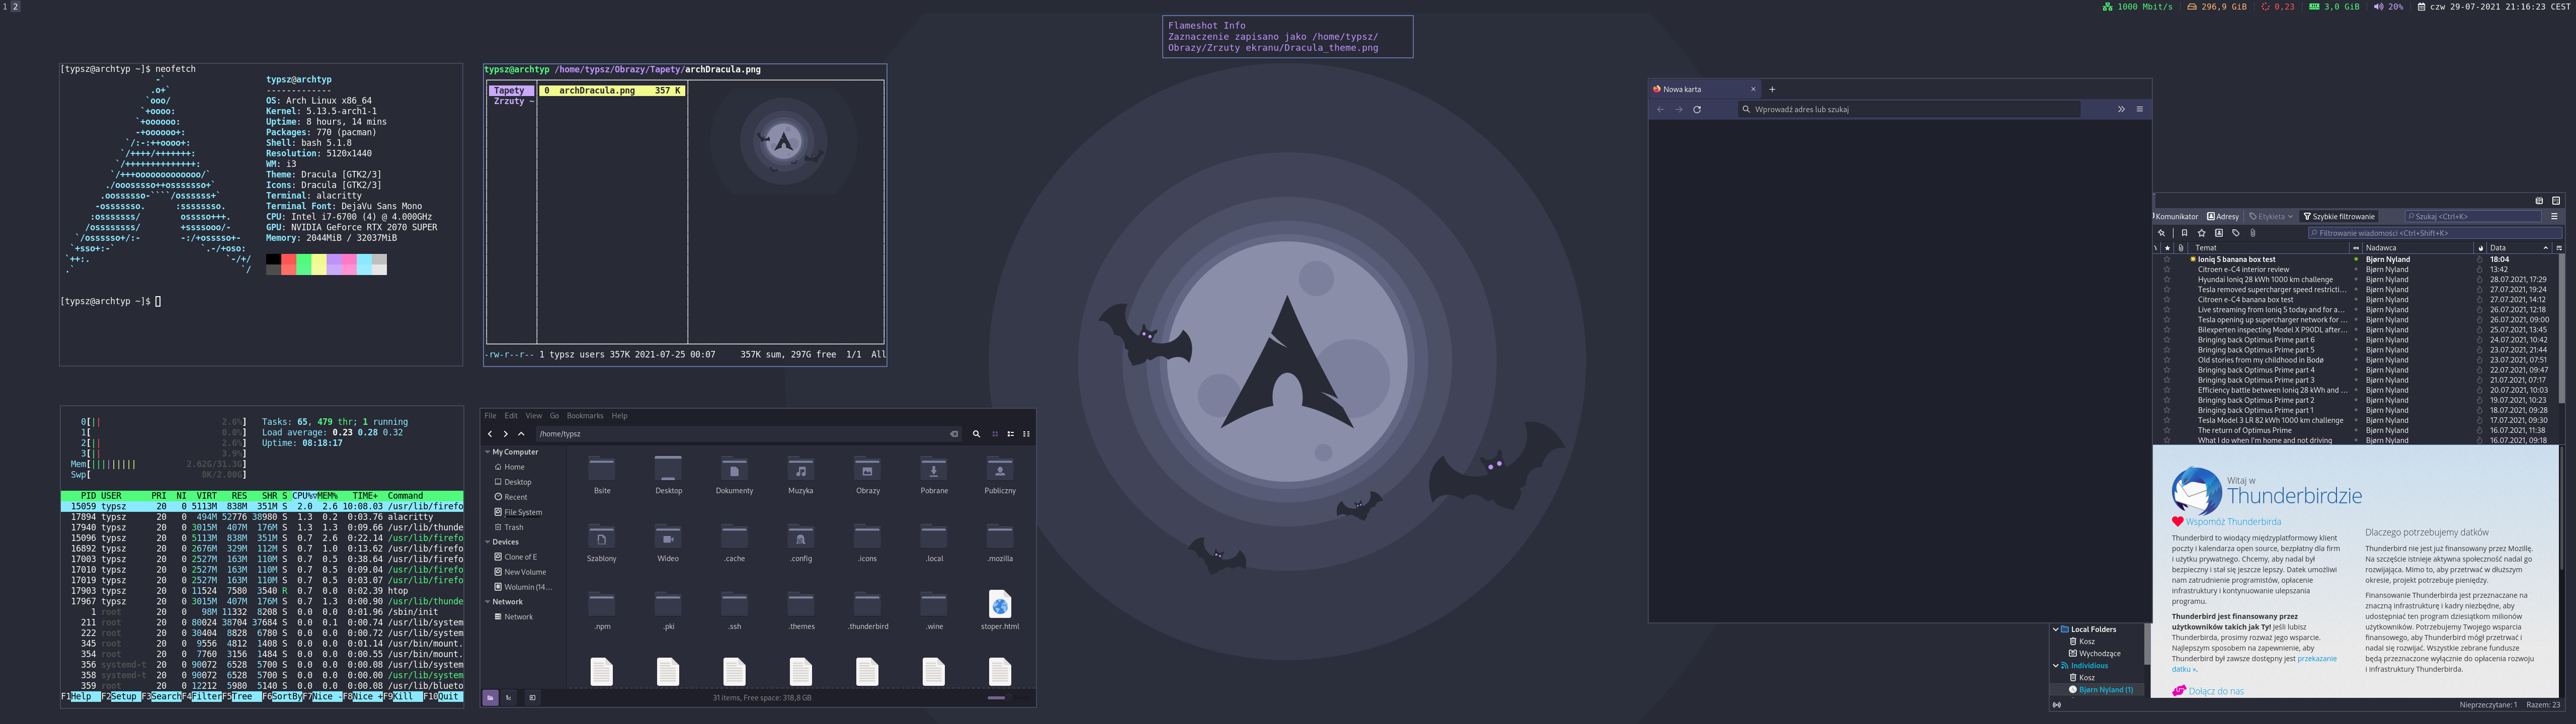 1 2
1000 Mbit/s 296,9 GiB 0,23 3,0 GiB 20% czw 29-07-2021 21:16:23 CEST
Flameshot Info
Zaznaczenie zapisano jako /home/typsz/
Obrazy/Zrzuty ekranu/Dracula_theme.png
[typsz@archtyp ~]$ neofetch
typsz@archtyp
-------------
OS: Arch Linux x86_64
Kernel: 5.13.5-arch1-1
Uptime: 8 hours, 14 mins
Packages: 770 (pacman)
Shell: bash 5.1.8
Resolution: 5120x1440
WM: i3
Theme: Dracula [GTK2/3]
Icons: Dracula [GTK2/3]
Terminal: alacritty
Terminal Font: DejaVu Sans Mono
CPU: Intel i7-6700 (4) @ 4.000GHz
GPU: NVIDIA GeForce RTX 2070 SUPER
Memory: 2044MiB / 32037MiB
[typsz@archtyp ~]$
typsz@archtyp /home/typsz/Obrazy/Tapety/archDracula.png
Tapety 0 archDracula.png 357 K
Zrzuty ~
-rw-r--r-- 1 typsz users 357K 2021-07-25 00:07 357K sum, 297G free 1/1 All
0[|| 2.6%] Tasks: 65, 479 thr; 1 running
1[ 0.0%] Load average: 0.23 0.28 0.32
2[|| 2.0%] Uptime: 08:18:17
3[|| 3.9%]
Mem[||||||||| 2.62G/31.3G]
Swp[ 0K/2.00G]
PID USER PRI NI VIRT RES SHR S CPU%▽MEM% TIME+ Command
15059 typsz 20 0 5113M 838M 351M S 2.0 2.6 10:08.03 /usr/lib/firefo
17894 typsz 20 0 494M 52776 38980 S 1.3 0.2 0:03.76 alacritty
17940 typsz 20 0 3015M 407M 176M S 1.3 1.3 0:09.66 /usr/lib/thunde
15096 typsz 20 0 5113M 838M 351M S 0.7 2.6 0:22.14 /usr/lib/firefo
16892 typsz 20 0 2676M 329M 112M S 0.7 1.0 0:13.62 /usr/lib/firefo
17003 typsz 20 0 2527M 163M 110M S 0.7 0.5 0:38.64 /usr/lib/firefo
17010 typsz 20 0 2527M 163M 110M S 0.7 0.5 0:09.04 /usr/lib/firefo
17019 typsz 20 0 2527M 163M 110M S 0.7 0.5 0:03.07 /usr/lib/firefo
17903 typsz 20 0 11524 7580 3540 R 0.7 0.0 0:02.39 htop
17967 typsz 20 0 3015M 407M 176M S 0.7 1.3 0:00.90 /usr/lib/thunde
1 root 20 0 98M 11332 8208 S 0.0 0.0 0:01.96 /sbin/init
211 root 20 0 80024 38704 37684 S 0.0 0.1 0:00.74 /usr/lib/system
222 root 20 0 30404 8828 6780 S 0.0 0.0 0:00.72 /usr/lib/system
345 root 20 0 9556 4812 1408 S 0.0 0.0 0:01.14 /usr/bin/mount.
354 root 20 0 7760 3156 1484 S 0.0 0.0 0:00.55 /usr/bin/mount.
356 systemd-t 20 0 90072 6528 5700 S 0.0 0.0 0:00.08 /usr/lib/system
358 systemd-t 20 0 90072 6528 5700 S 0.0 0.0 0:00.00 /usr/lib/system
359 root 20 0 12212 5980 5140 S 0.0 0.0 0:00.08 /usr/lib/blueto
F1Help F2Setup F3SearchF4FilterF5Tree F6SortByF7Nice -F8Nice +F9Kill F10Quit
File Edit View Go Bookmarks Help
/home/typsz
My Computer
Home
Desktop
Recent
File System
Trash
Devices
Clone of E
New Volume
Wolumin (14...
Network
Network
Bsite Desktop Dokumenty Muzyka Obrazy Pobrane Publiczny
Szablony Wideo .cache .config .icons .local .mozilla
.npm .pki .ssh .themes .thunderbird .wine stoper.html
31 items, Free space: 318,8 GB
Nowa karta
Wprowadź adres lub szukaj
Komunikator Adresy Etykieta Szybkie filtrowanie Szukaj <Ctrl+K>
Filtrowanie wiadomości <Ctrl+Shift+K>
Temat Nadawca Data
Ioniq 5 banana box test Bjørn Nyland 18:04
Citroen e-C4 interior review Bjørn Nyland 13:42
Hyundai Ioniq 28 kWh 1000 km challenge Bjørn Nyland 28.07.2021, 17:29
Tesla removed supercharger speed restricti... Bjørn Nyland 27.07.2021, 19:24
Citroen e-C4 banana box test Bjørn Nyland 27.07.2021, 14:12
Live streaming from Ioniq 5 today and for a... Bjørn Nyland 26.07.2021, 12:18
Tesla opening up supercharger network for ... Bjørn Nyland 26.07.2021, 09:00
Bilexperten inspecting Model X P90DL after... Bjørn Nyland 25.07.2021, 13:45
Bringing back Optimus Prime part 6 Bjørn Nyland 24.07.2021, 10:42
Bringing back Optimus Prime part 5 Bjørn Nyland 23.07.2021, 21:44
Old stories from my childhood in Bodø Bjørn Nyland 23.07.2021, 07:51
Bringing back Optimus Prime part 4 Bjørn Nyland 22.07.2021, 09:47
Bringing back Optimus Prime part 3 Bjørn Nyland 21.07.2021, 07:17
Efficiency battle between Ioniq 28 kWh and ... Bjørn Nyland 20.07.2021, 10:03
Bringing back Optimus Prime part 2 Bjørn Nyland 19.07.2021, 10:23
Bringing back Optimus Prime part 1 Bjørn Nyland 18.07.2021, 09:28
Tesla Model 3 LR 82 kWh 1000 km challenge Bjørn Nyland 17.07.2021, 09:30
The return of Optimus Prime Bjørn Nyland 16.07.2021, 11:38
What I do when I'm home and not driving Bjørn Nyland 16.07.2021, 09:18
Witaj w
Thunderbirdzie
Wspomóż Thunderbirda
Thunderbird to wiodący międzyplatformowy klient
poczty i kalendarza open source, bezpłatny dla firm
i użytku prywatnego. Chcemy, aby nadal był
bezpieczny i stał się jeszcze lepszy. Datek umożliwi
nam zatrudnienie programistów, opłacenie
infrastruktury i kontynuowanie ulepszania
programu.
Thunderbird jest finansowany przez
użytkowników takich jak Ty! Jeśli lubisz
Thunderbirda, prosimy rozważ jego wsparcie.
Najlepszym sposobem na zapewnienie, aby
Thunderbird był zawsze dostępny jest przekazanie
datku ».
Dołącz do nas
Dlaczego potrzebujemy datków
Thunderbird nie jest już finansowany przez Mozillę.
Na szczęście istnieje aktywna społeczność nadal go
rozwijająca. Mimo to, aby przetrwać w dłuższym
okresie, projekt potrzebuje pieniędzy.
Finansowanie Thunderbirda jest przeznaczane na
znaczną infrastrukturę i kadry niezbędne, aby
udostępniać ten program dziesiątkom milionów
użytkowników. Potrzebujemy Twojego wsparcia
finansowego, aby Thunderbird mógł przetrwać i
nadal się rozwijać. Wszystkie zebrane fundusze
będą przeznaczone wyłącznie do opłacenia rozwoju
i infrastruktury Thunderbirda.
Local Folders
Kosz
Wychodzące
Individious
Kosz
Bjørn Nyland (1)
Nieprzeczytane: 1 Razem: 23